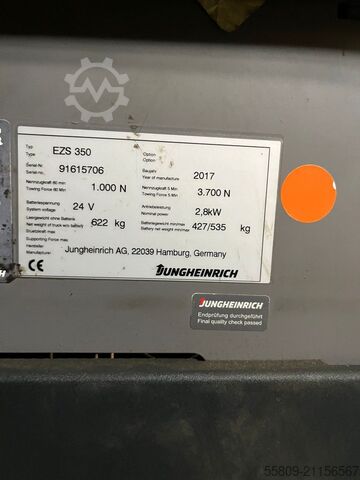 Typ
Type EZS 350 Option
Option
Serial-Nr. Baujahr
Serial-no. 91615706 Year of manufacture 2017
Nennzugkraft 60 min Nennzugkraft 5 Min
Towing Force 60 Min 1.000 N Towing Force 5 Min 3.700 N
Batteriespannung Antriebsleistung
System voltage 24 V Nominal power 2,8kW
Leergewicht ohne Batterie Batteriegewicht min/max
Net weight of truck w/o battery 622 kg Battery net weight min/max 427/535 kg
Stuetzkraft max
Supporting Force max
Hersteller
Manufacturer Jungheinrich AG, 22039 Hamburg, Germany
CE JUNGHEINRICH
JUNGHEINRICH
Endprüfung durchgeführt
Final quality check passed
55809-21156567